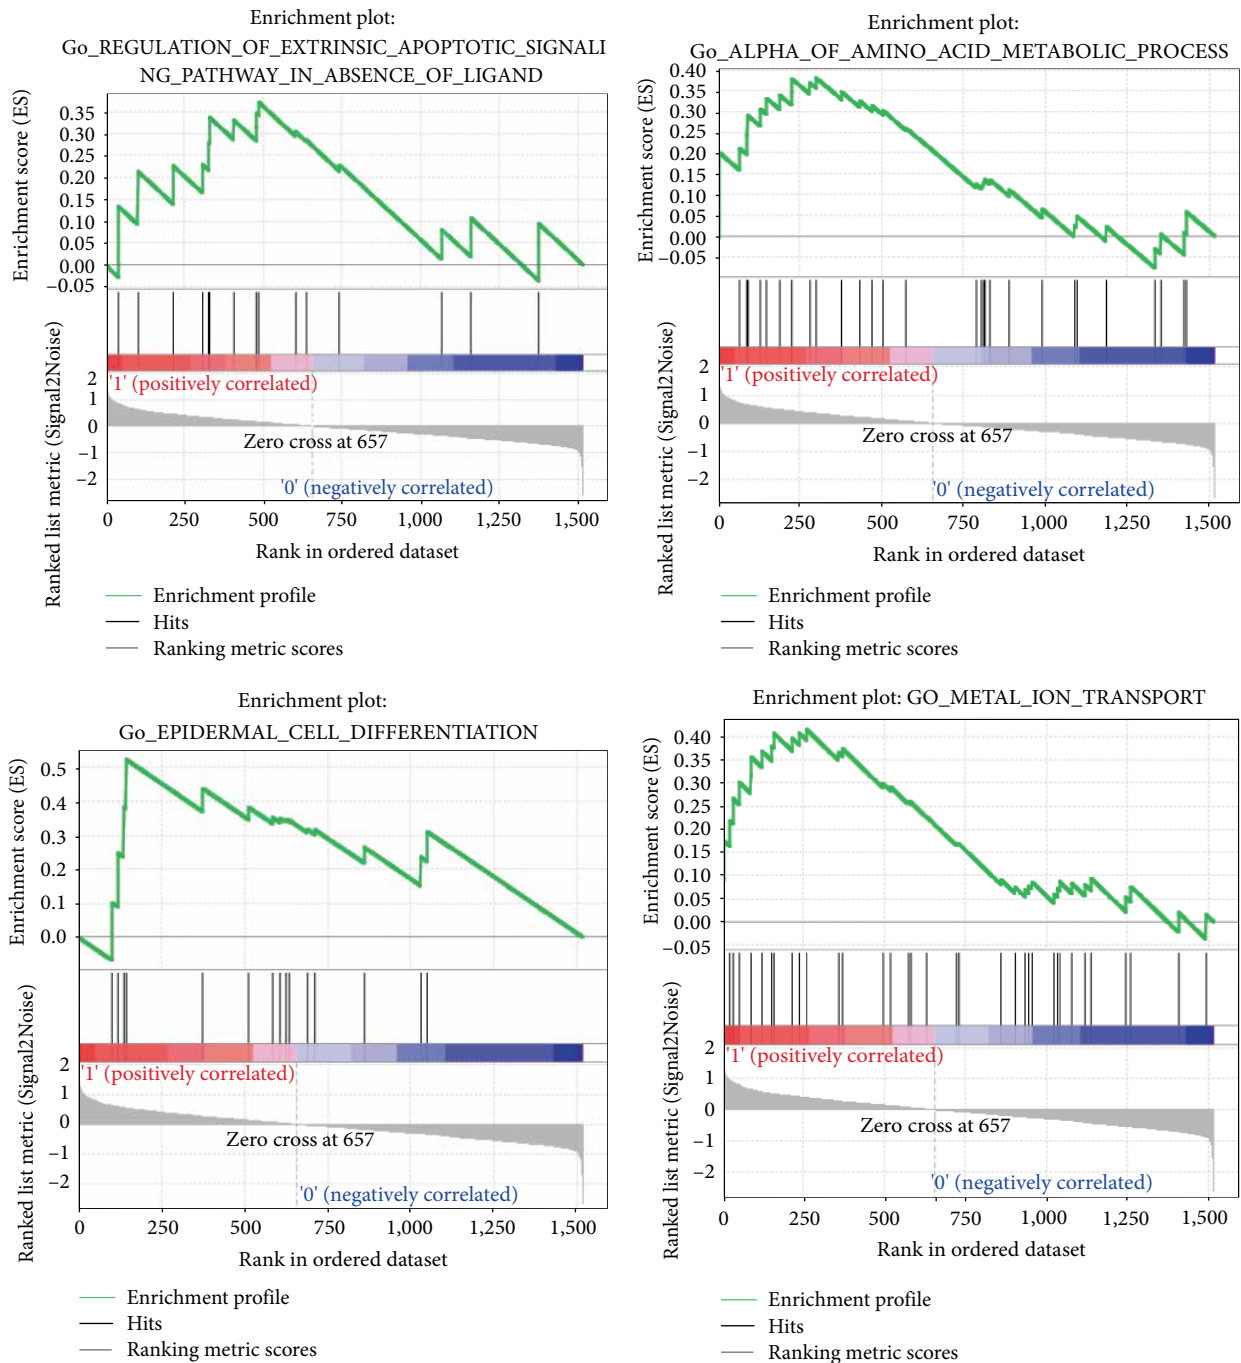 Enrichment plot:
Go_REGULATION_OF_EXTRINSIC_APOPTOTIC_SIGNALI
NG_PATHWAY_IN_ABSENCE_OF_LIGAND
Enrichment score (ES)
0.35
0.30
0.25
0.20
0.15
0.10
0.05
0.00
−0.05
Ranked list metric (Signal2Noise)
2
1
0
−1
−2
'1' (positively correlated)
Zero cross at 657
'0' (negatively correlated)
0 250 500 750 1,000 1,250 1,500
Rank in ordered dataset
Enrichment profile
Hits
Ranking metric scores
Enrichment plot:
Go_ALPHA_OF_AMINO_ACID_METABOLIC_PROCESS
Enrichment score (ES)
0.40
0.35
0.30
0.25
0.20
0.15
0.10
0.05
0.00
−0.05
Ranked list metric (Signal2Noise)
2
1
0
−1
−2
'1' (positively correlated)
Zero cross at 657
'0' (negatively correlated)
0 250 500 750 1,000 1,250 1,500
Rank in ordered dataset
Enrichment profile
Hits
Ranking metric scores
Enrichment plot:
Go_EPIDERMAL_CELL_DIFFERENTIATION
Enrichment score (ES)
0.5
0.4
0.3
0.2
0.1
0.0
Ranked list metric (Signal2Noise)
2
1
0
−1
−2
'1' (positively correlated)
Zero cross at 657
'0' (negatively correlated)
0 250 500 750 1,000 1,250 1,500
Rank in ordered dataset
Enrichment profile
Hits
Ranking metric scores
Enrichment plot: GO_METAL_ION_TRANSPORT
Enrichment score (ES)
0.40
0.35
0.30
0.25
0.20
0.15
0.10
0.05
0.00
−0.05
Ranked list metric (Signal2Noise)
2
1
0
−1
−2
'1' (positively correlated)
Zero cross at 657
'0' (negatively correlated)
0 250 500 750 1,000 1,250 1,500
Rank in ordered dataset
Enrichment profile
Hits
Ranking metric scores